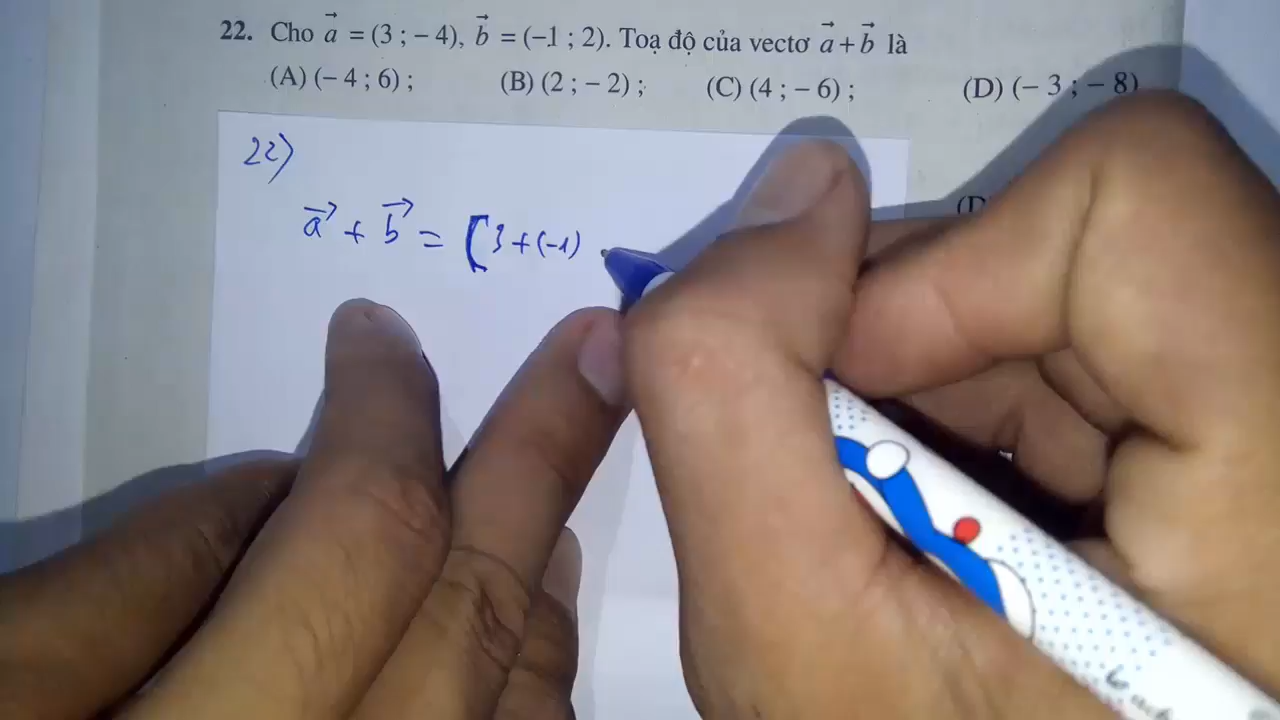 22. Cho a⃗ = (3 ; – 4), b⃗ = (–1 ; 2). Toạ độ của vectơ a⃗ + b⃗ là
(A) (– 4 ; 6) ; (B) (2 ; – 2) ; (C) (4 ; – 6) ; (D) (– 3 ; – 8)
22)
(D
a⃗ + b⃗ = (3 + (-1)